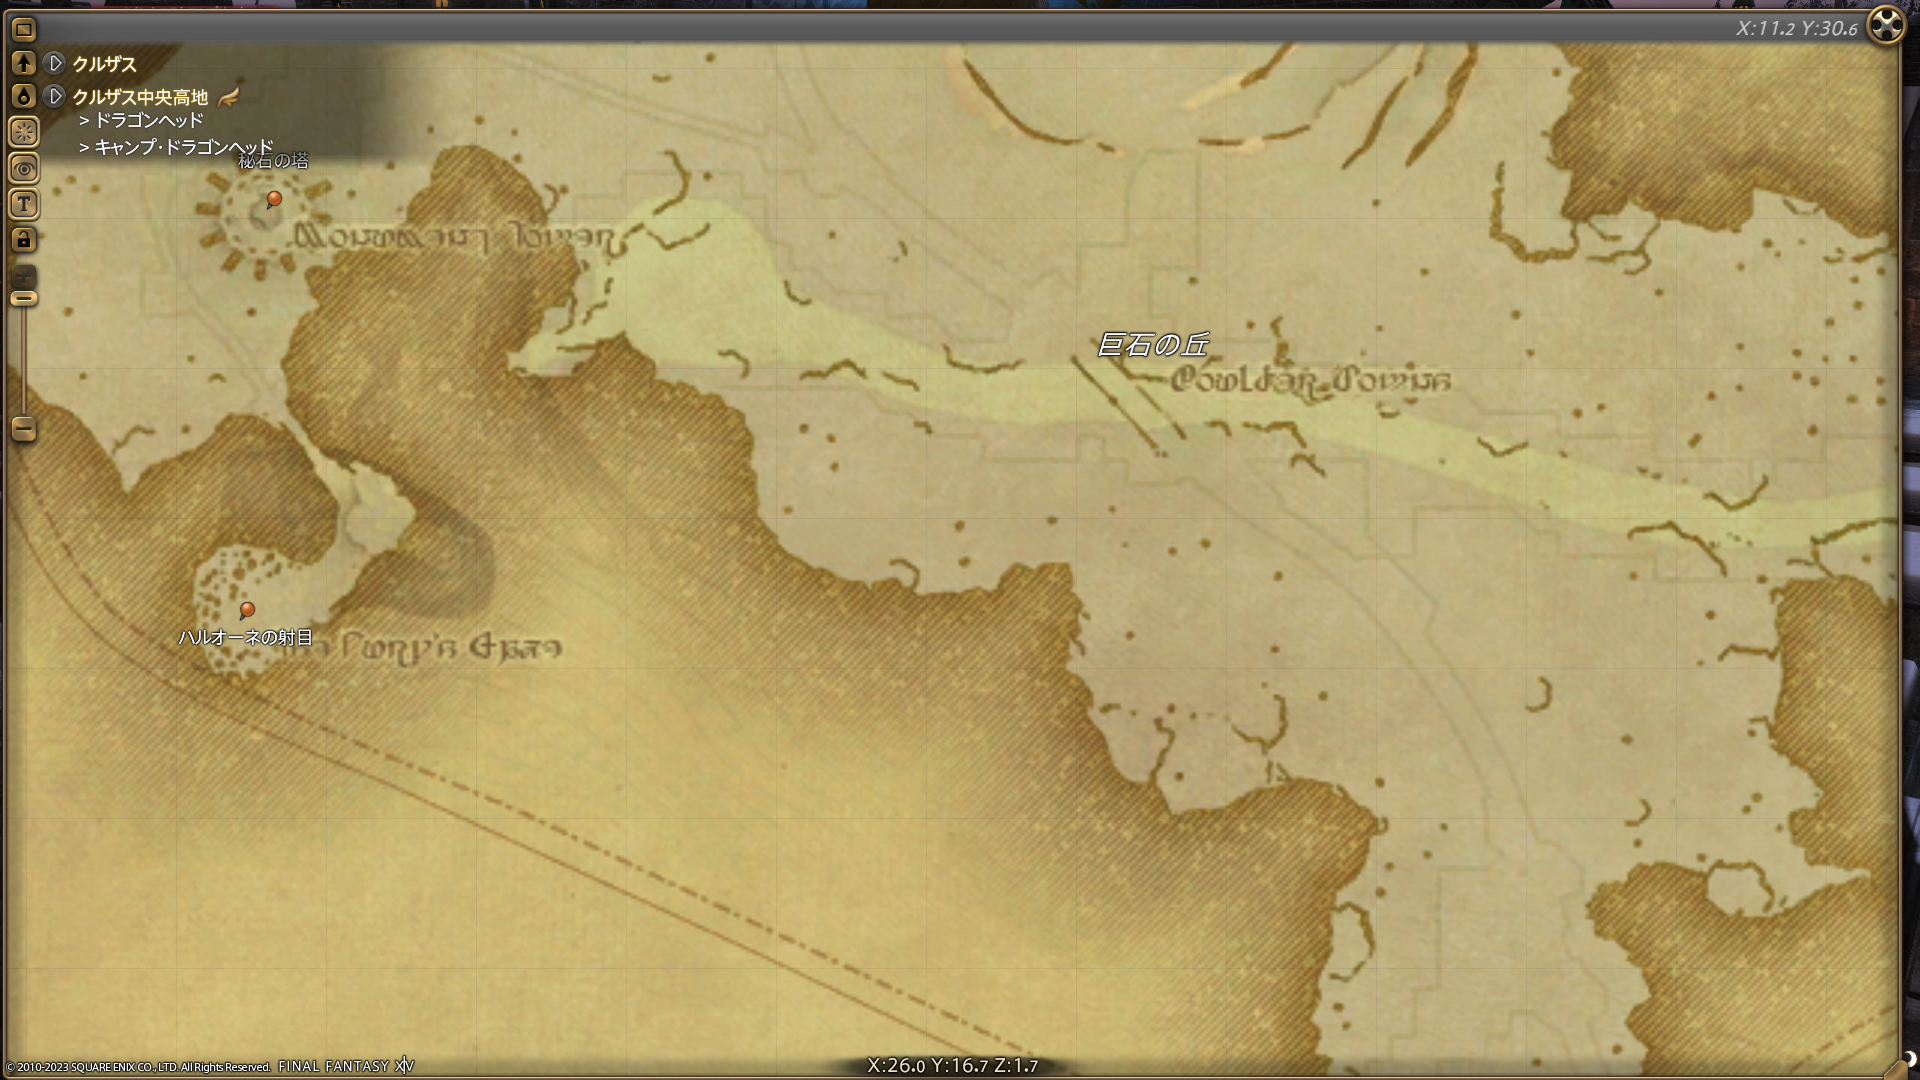 X:11.2 Y:30.6
クルザス
クルザス中央高地
> ドラゴンヘッド
> キャンプ・ドラゴンヘッド
秘石の塔
巨石の丘
ハルオーネの射目
© 2010-2023 SQUARE ENIX CO., LTD. All Rights Reserved. FINAL FANTASY XIV
X:26.0 Y:16.7 Z:1.7